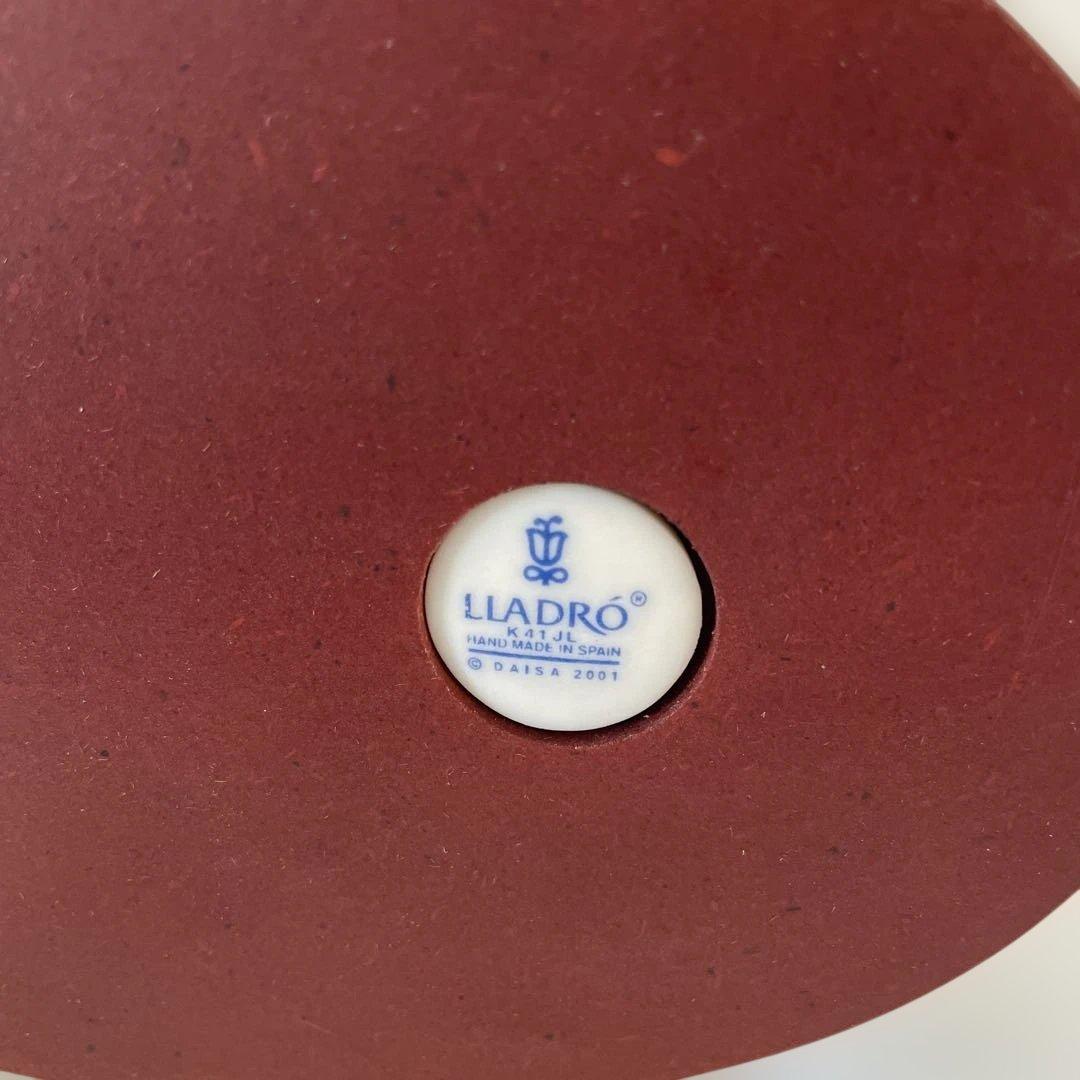 LLADRÓ®
K41JL
HAND MADE IN SPAIN
© DAISA 2001